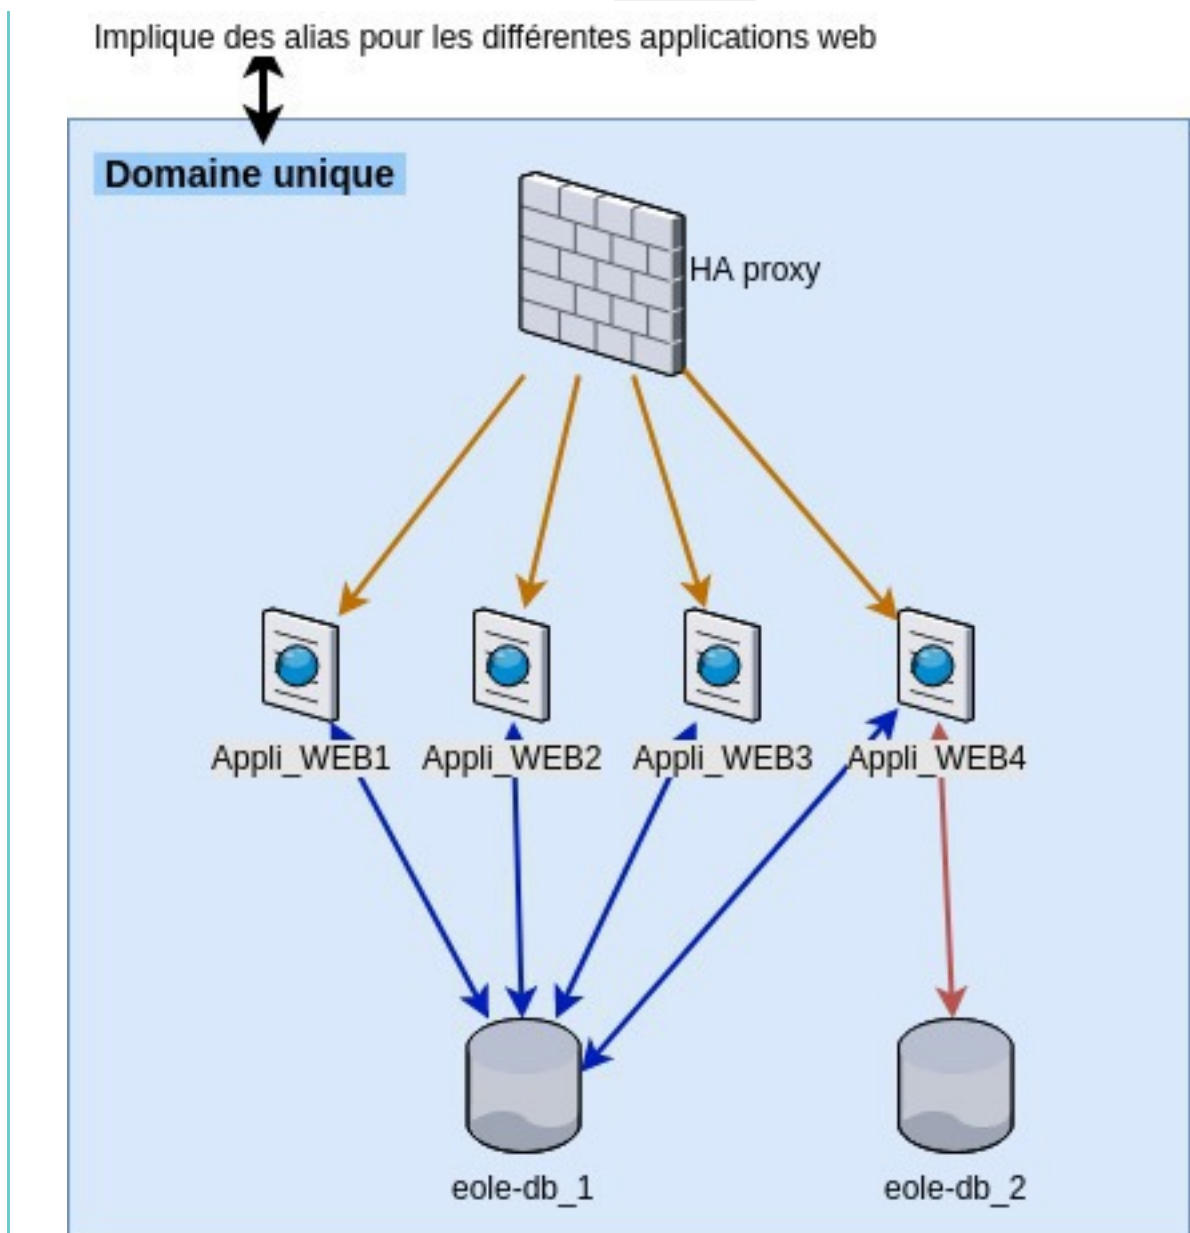 Implique des alias pour les différentes applications web
Domaine unique
HA proxy
Appli_WEB1
Appli_WEB2
Appli_WEB3
Appli_WEB4
eole-db_1
eole-db_2